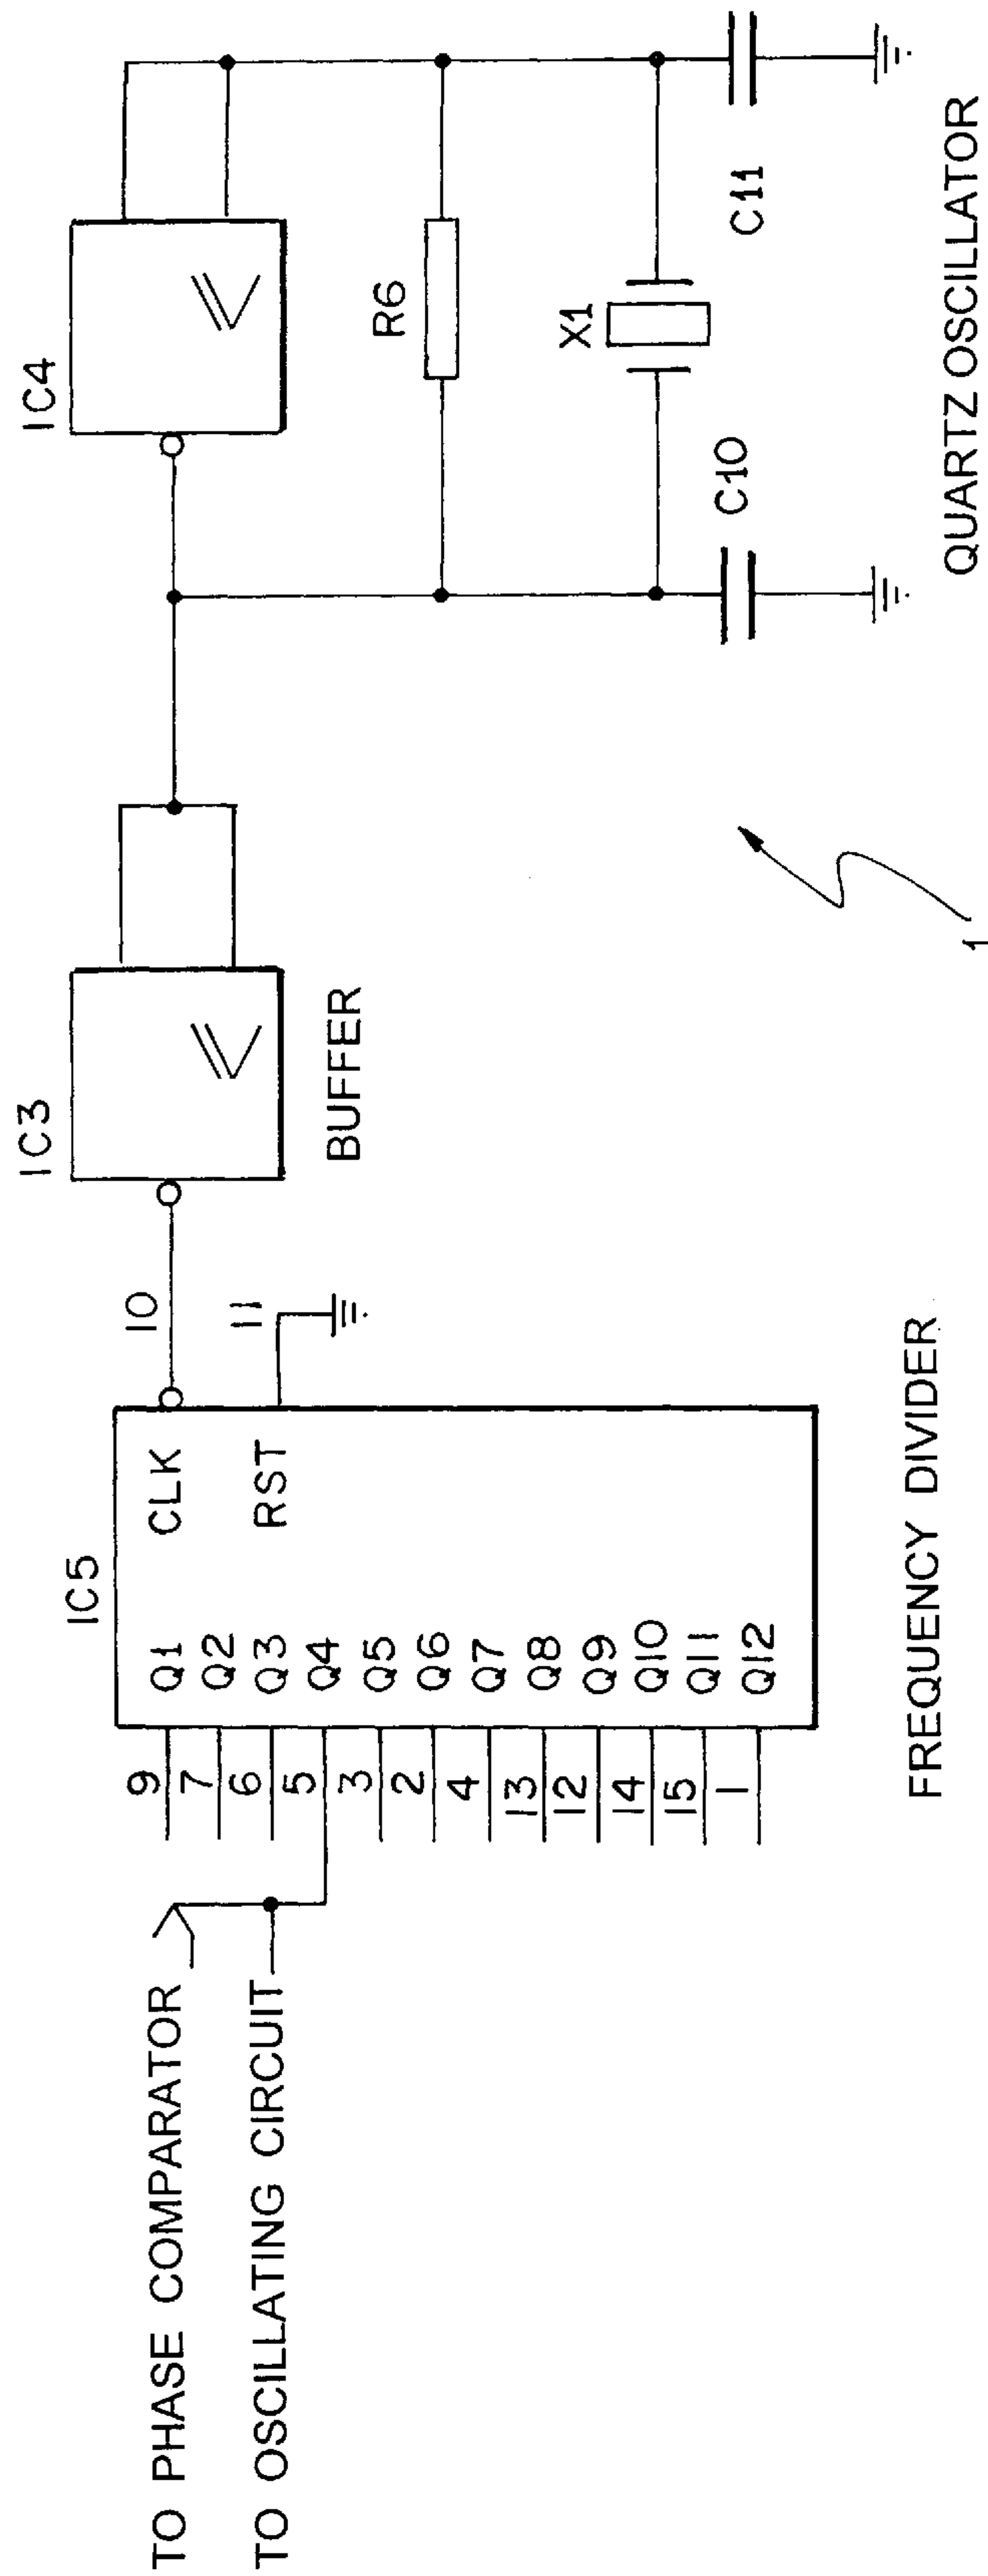 TO PHASE COMPARATOR
TO OSCILLATING CIRCUIT
9
7
6
5
3
2
4
13
12
14
15
1
IC5
Q1
Q2
Q3
Q4
Q5
Q6
Q7
Q8
Q9
Q10
Q11
Q12
CLK
RST
FREQUENCY DIVIDER
10
11
IC3
BUFFER
1
IC4
R6
X1
C10
C11
QUARTZ OSCILLATOR